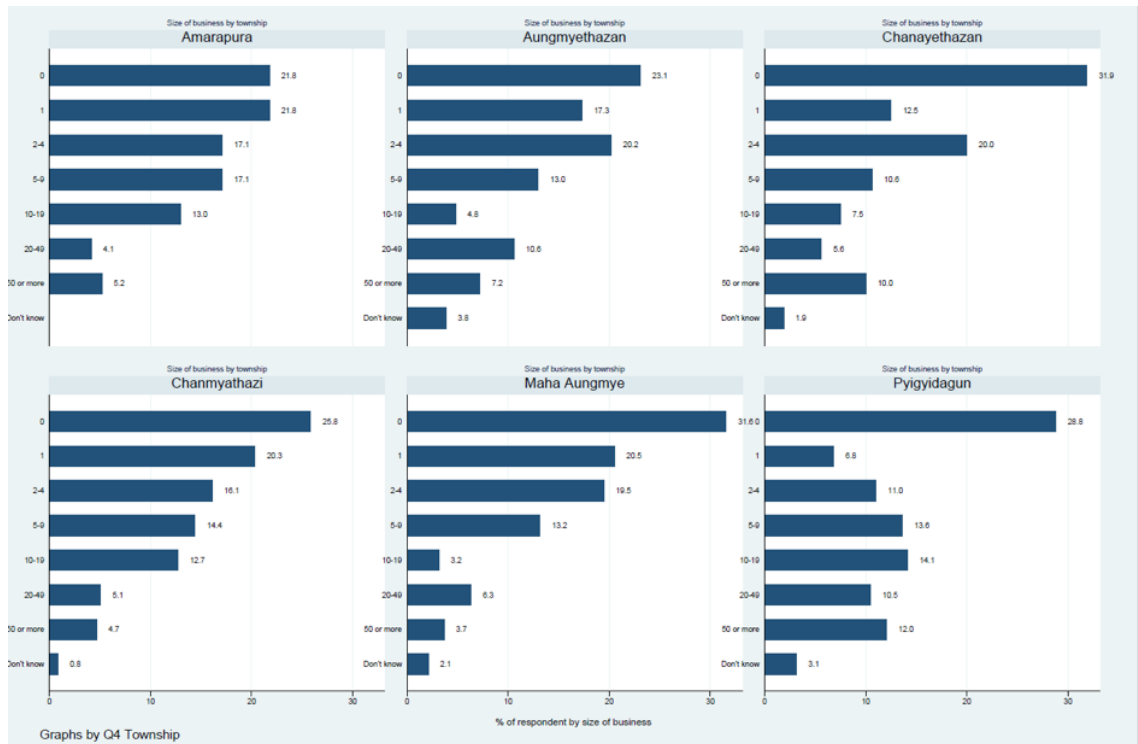 Size of business by township
Amarapura
0 21.8
1 21.8
2-4 17.1
5-9 17.1
10-19 13.0
20-49 4.1
50 or more 5.2
Don't know
Size of business by township
Aungmyethazan
0 23.1
1 17.3
2-4 20.2
5-9 13.0
10-19 4.8
20-49 10.6
50 or more 7.2
Don't know 3.8
Size of business by township
Chanayethazan
0 31.9
1 12.5
2-4 20.0
5-9 10.6
10-19 7.5
20-49 5.6
50 or more 10.0
Don't know 1.9
Size of business by township
Chanmyathazi
0 25.8
1 20.3
2-4 16.1
5-9 14.4
10-19 12.7
20-49 5.1
50 or more 4.7
Don't know 0.8
0 10 20 30
Size of business by township
Maha Aungmye
0 31.6
1 20.5
2-4 19.5
5-9 13.2
10-19 3.2
20-49 6.3
50 or more 3.7
Don't know 2.1
0 10 20 30
Size of business by township
Pyigyidagun
0 28.8
1 6.8
2-4 11.0
5-9 13.6
10-19 14.1
20-49 10.5
50 or more 12.0
Don't know 3.1
0 10 20 30
% of respondent by size of business
Graphs by Q4 Township